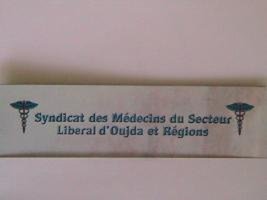 Syndicat des Médecins du Secteur
Liberal d'Oujda et Régions